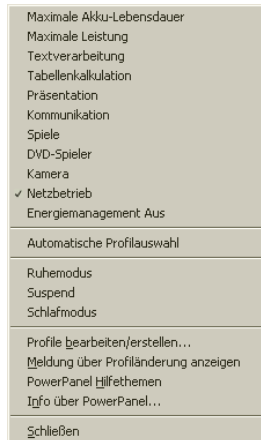 Maximale Akku-Lebensdauer
Maximale Leistung
Textverarbeitung
Tabellenkalkulation
Präsentation
Kommunikation
Spiele
DVD-Spieler
Kamera
✓ Netzbetrieb
Energiemanagement Aus
Automatische Profilauswahl
Ruhemodus
Suspend
Schlafmodus
Profile bearbeiten/erstellen...
Meldung über Profiländerung anzeigen
PowerPanel Hilfethemen
Info über PowerPanel...
Schließen